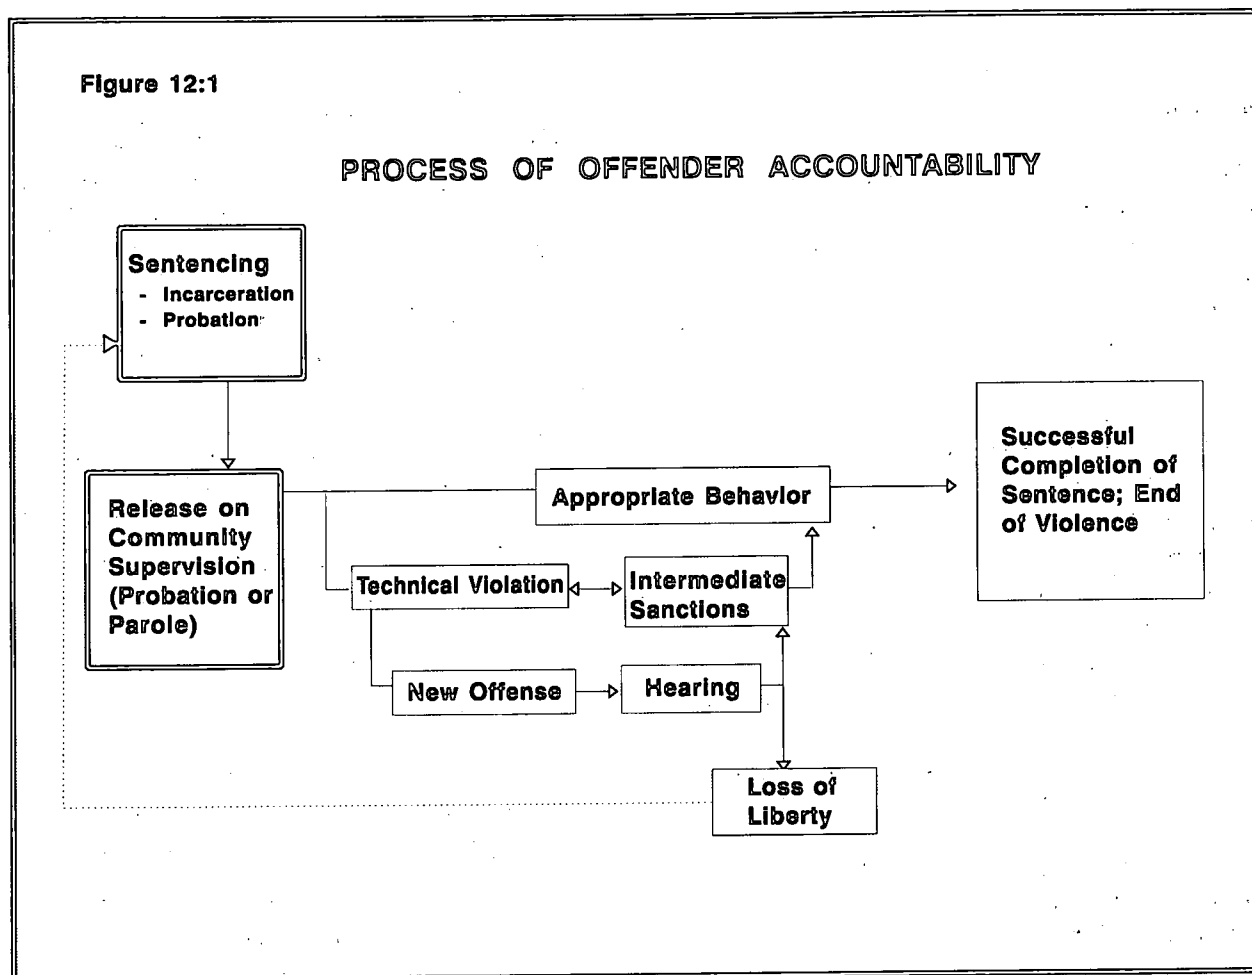 Figure 12:1
PROCESS OF OFFENDER ACCOUNTABILITY
Sentencing
- Incarceration
- Probation
Release on
Community
Supervision
(Probation or
Parole)
Appropriate Behavior
Technical Violation
Intermediate
Sanctions
New Offense
Hearing
Loss of
Liberty
Successful
Completion of
Sentence; End
of Violence